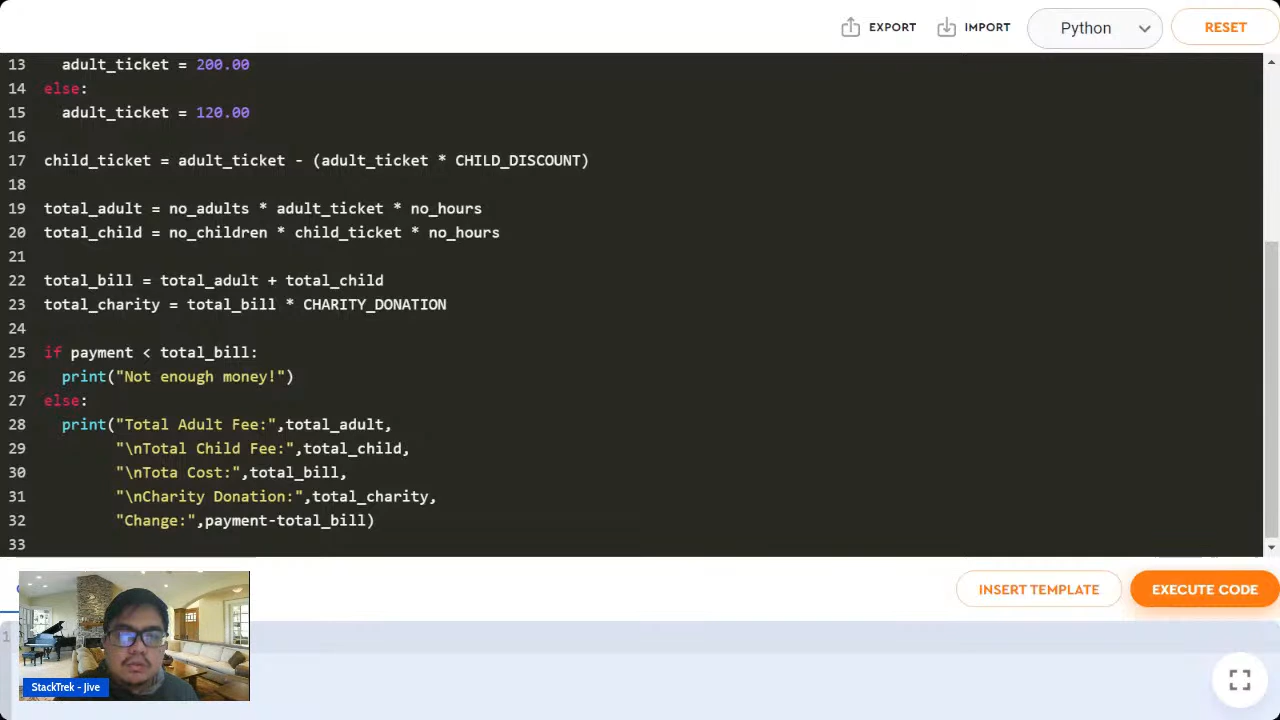 EXPORT IMPORT Python RESET
13 adult_ticket = 200.00
14 else:
15 adult_ticket = 120.00
16
17 child_ticket = adult_ticket - (adult_ticket * CHILD_DISCOUNT)
18
19 total_adult = no_adults * adult_ticket * no_hours
20 total_child = no_children * child_ticket * no_hours
21
22 total_bill = total_adult + total_child
23 total_charity = total_bill * CHARITY_DONATION
24
25 if payment < total_bill:
26 print("Not enough money!")
27 else:
28 print("Total Adult Fee:",total_adult,
29 "\nTotal Child Fee:",total_child,
30 "\nTota Cost:",total_bill,
31 "\nCharity Donation:",total_charity,
32 "Change:",payment-total_bill)
33
INSERT TEMPLATE EXECUTE CODE
1
StackTrek - Jive